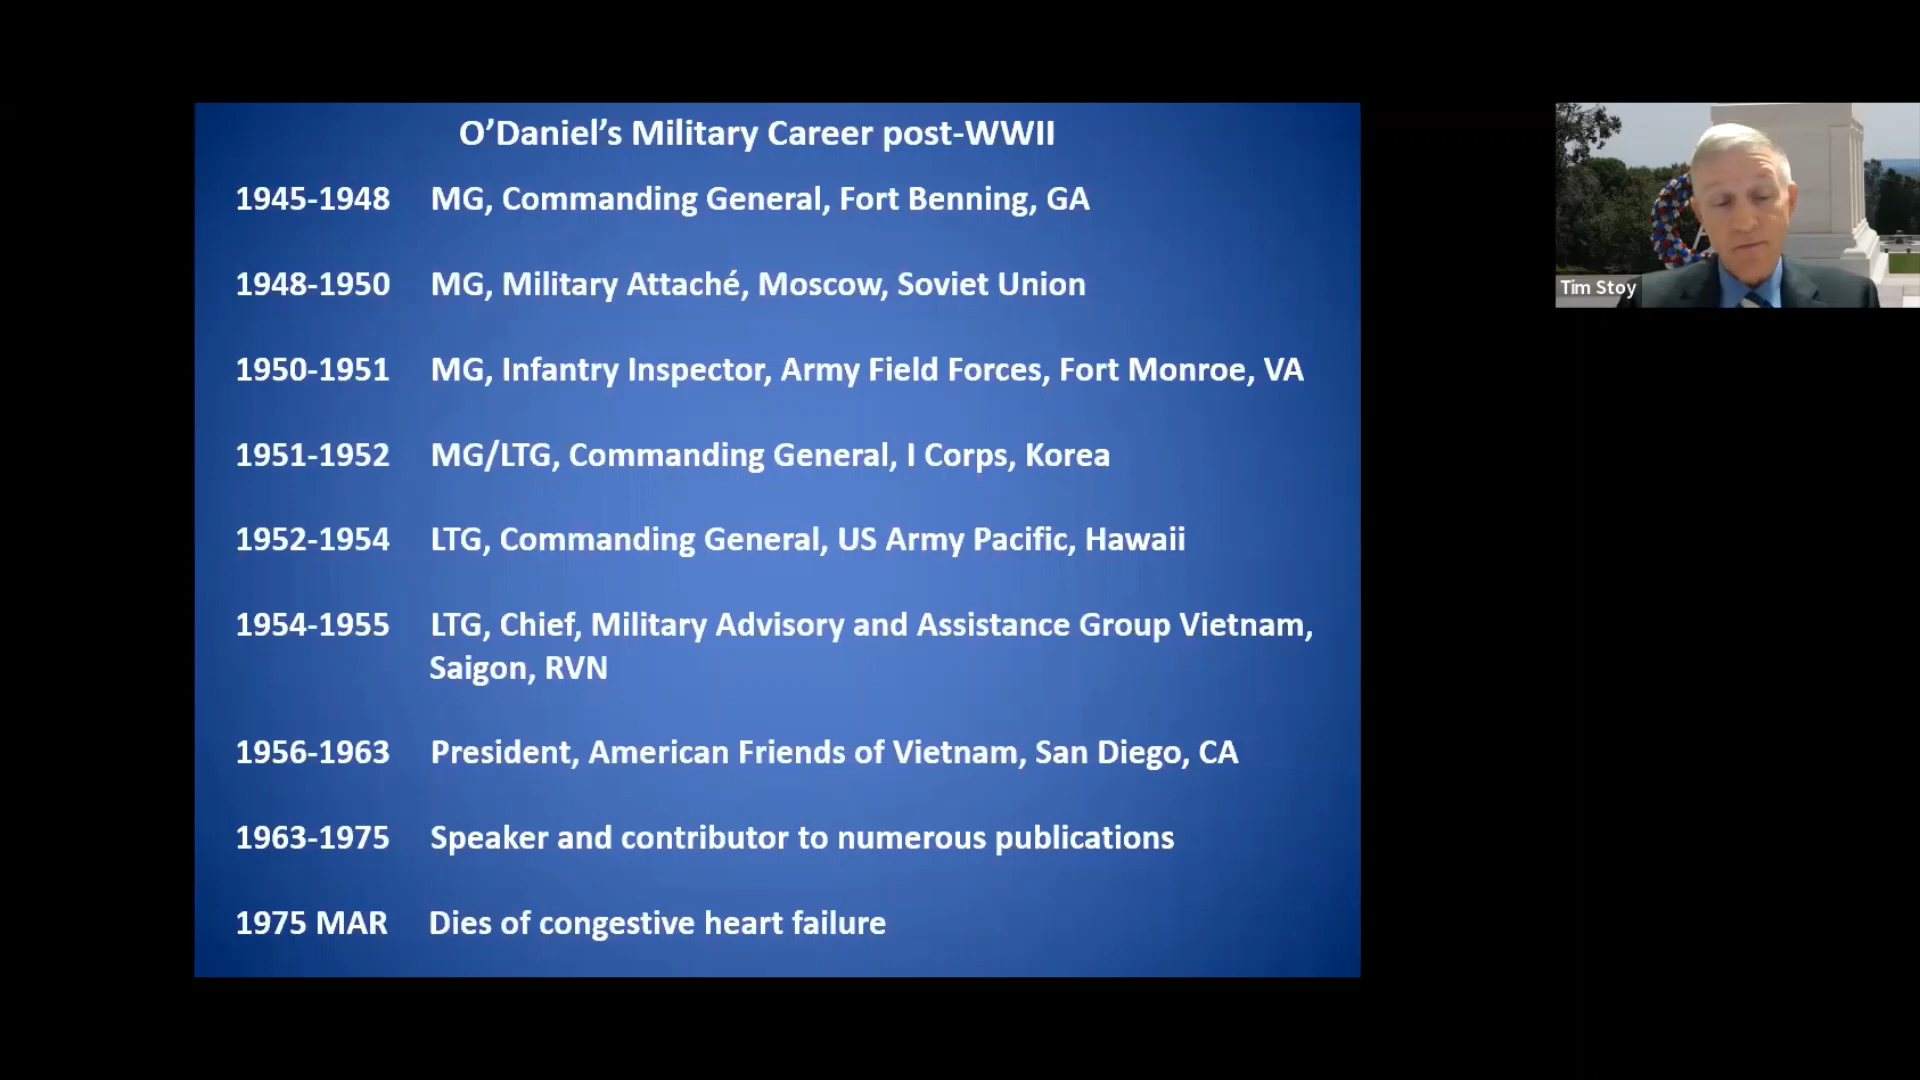 O’Daniel’s Military Career post-WWII
1945-1948 MG, Commanding General, Fort Benning, GA
1948-1950 MG, Military Attaché, Moscow, Soviet Union
1950-1951 MG, Infantry Inspector, Army Field Forces, Fort Monroe, VA
1951-1952 MG/LTG, Commanding General, I Corps, Korea
1952-1954 LTG, Commanding General, US Army Pacific, Hawaii
1954-1955 LTG, Chief, Military Advisory and Assistance Group Vietnam,
Saigon, RVN
1956-1963 President, American Friends of Vietnam, San Diego, CA
1963-1975 Speaker and contributor to numerous publications
1975 MAR Dies of congestive heart failure
Tim Stoy